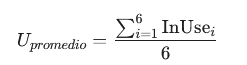 U_{promedio} = \frac{\sum_{i=1}^{6} \text{InUse}_i}{6}